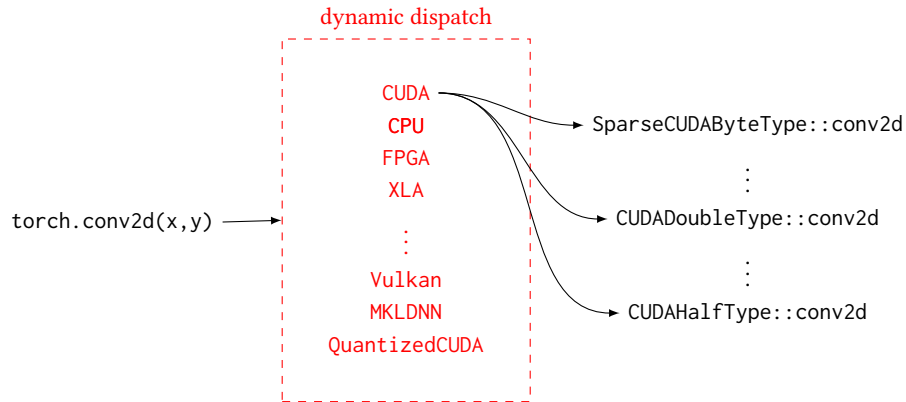 dynamic dispatch
torch.conv2d(x,y)
CUDA
CPU
FPGA
XLA
⋮
Vulkan
MKLDNN
QuantizedCUDA
SparseCUDAByteType::conv2d
⋮
CUDADoubleType::conv2d
⋮
CUDAHalfType::conv2d